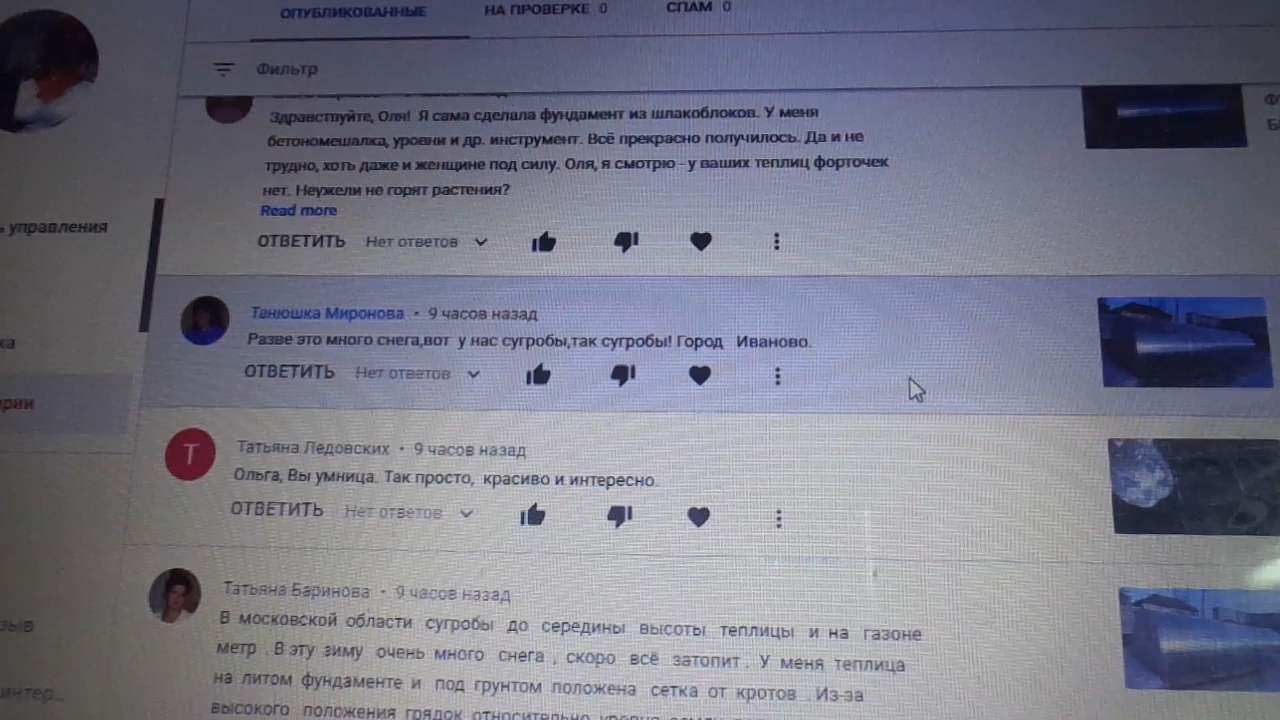 ОПУБЛИКОВАННЫЕ НА ПРОВЕРКЕ 0 СПАМ 0
Фильтр
Здравствуйте, Оля! Я сама сделала фундамент из шлакоблоков. У меня
бетономешалка, уровни и др. инструмент. Всё прекрасно получилось. Да и не
трудно, хоть даже и женщине под силу. Оля, я смотрю - у ваших теплиц форточек
нет. Неужели не горят растения?
Read more
ОТВЕТИТЬ Нет ответов
управления
Танюшка Миронова • 9 часов назад
Разве это много снега,вот у нас сугробы,так сугробы! Город Иваново.
ОТВЕТИТЬ Нет ответов
Т
Татьяна Ледовских • 9 часов назад
Ольга, Вы умница. Так просто, красиво и интересно.
ОТВЕТИТЬ Нет ответов
Татьяна Баринова • 9 часов назад
В московской области сугробы до середины высоты теплицы и на газоне
метр . В эту зиму очень много снега , скоро всё затопит . У меня теплица
на литом фундаменте и под грунтом положена сетка от кротов . Из-за
высокого положения грядок относительно уровня